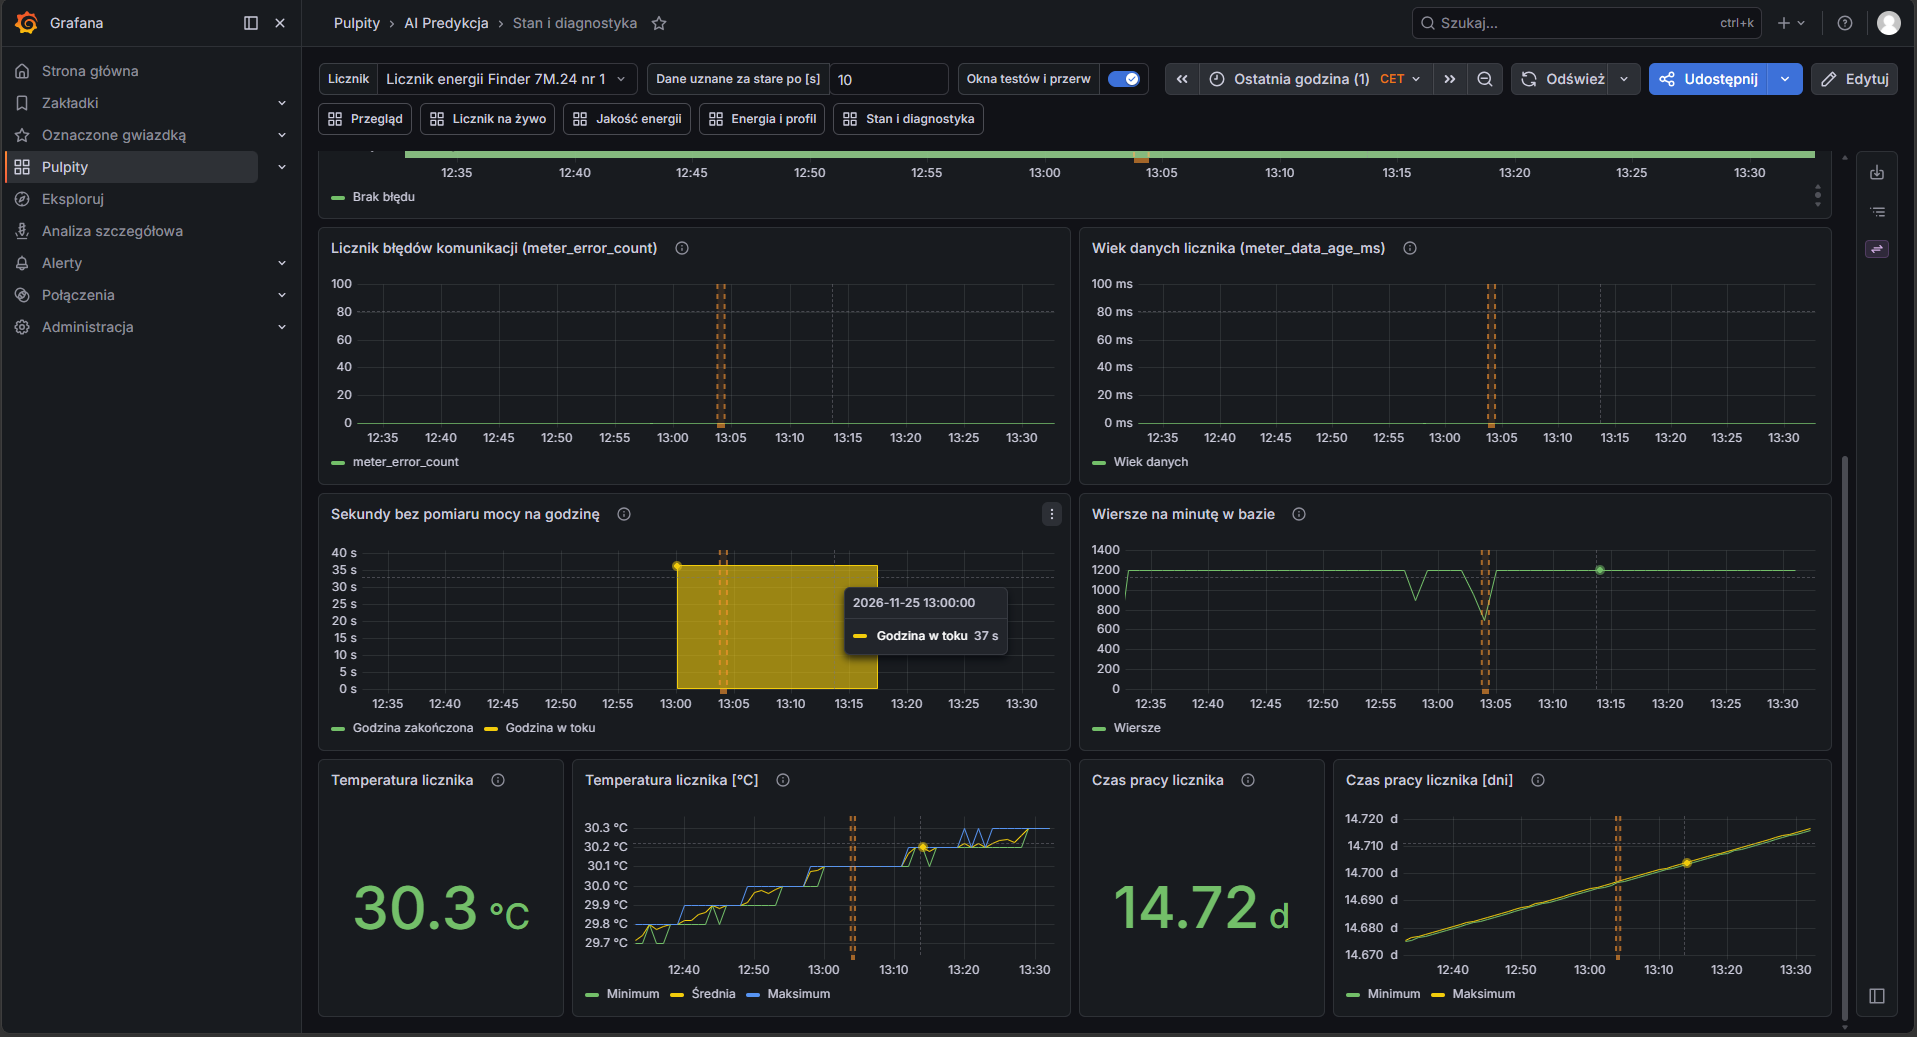 Grafana
Pulpity › AI Predykcja › Stan i diagnostyka
Szukaj... ctrl+k
Strona główna
Zakładki
Oznaczone gwiazdką
Pulpity
Eksploruj
Analiza szczegółowa
Alerty
Połączenia
Administracja
Licznik Licznik energii Finder 7M.24 nr 1 Dane uznane za stare po [s] 10 Okna testów i przerw Ostatnia godzina (1) CET Odśwież Udostępnij Edytuj
Przegląd Licznik na żywo Jakość energii Energia i profil Stan i diagnostyka
12:35 12:40 12:45 12:50 12:55 13:00 13:05 13:10 13:15 13:20 13:25 13:30
Brak błędu
Licznik błędów komunikacji (meter_error_count)
100
80
60
40
20
0
12:35 12:40 12:45 12:50 12:55 13:00 13:05 13:10 13:15 13:20 13:25 13:30
meter_error_count
Wiek danych licznika (meter_data_age_ms)
100 ms
80 ms
60 ms
40 ms
20 ms
0 ms
12:35 12:40 12:45 12:50 12:55 13:00 13:05 13:10 13:15 13:20 13:25 13:30
Wiek danych
Sekundy bez pomiaru mocy na godzinę
40 s
35 s
30 s
25 s
20 s
15 s
10 s
5 s
0 s
2026-11-25 13:00:00
Godzina w toku 37 s
12:35 12:40 12:45 12:50 12:55 13:00 13:05 13:10 13:15 13:20 13:25 13:30
Godzina zakończona Godzina w toku
Wiersze na minutę w bazie
1400
1200
1000
800
600
400
200
0
12:35 12:40 12:45 12:50 12:55 13:00 13:05 13:10 13:15 13:20 13:25 13:30
Wiersze
Temperatura licznika
30.3 °C
Temperatura licznika [°C]
30.3 °C
30.2 °C
30.1 °C
30.0 °C
29.9 °C
29.8 °C
29.7 °C
12:40 12:50 13:00 13:10 13:20 13:30
Minimum Średnia Maksimum
Czas pracy licznika
14.72 d
Czas pracy licznika [dni]
14.720 d
14.710 d
14.700 d
14.690 d
14.680 d
14.670 d
12:40 12:50 13:00 13:10 13:20 13:30
Minimum Maksimum